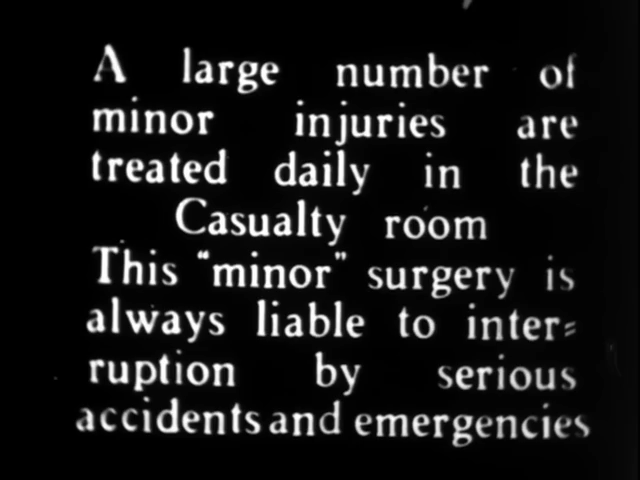 A large number of
minor injuries are
treated daily in the
Casualty room
This “minor” surgery is
always liable to inter=
ruption by serious
accidents and emergencies